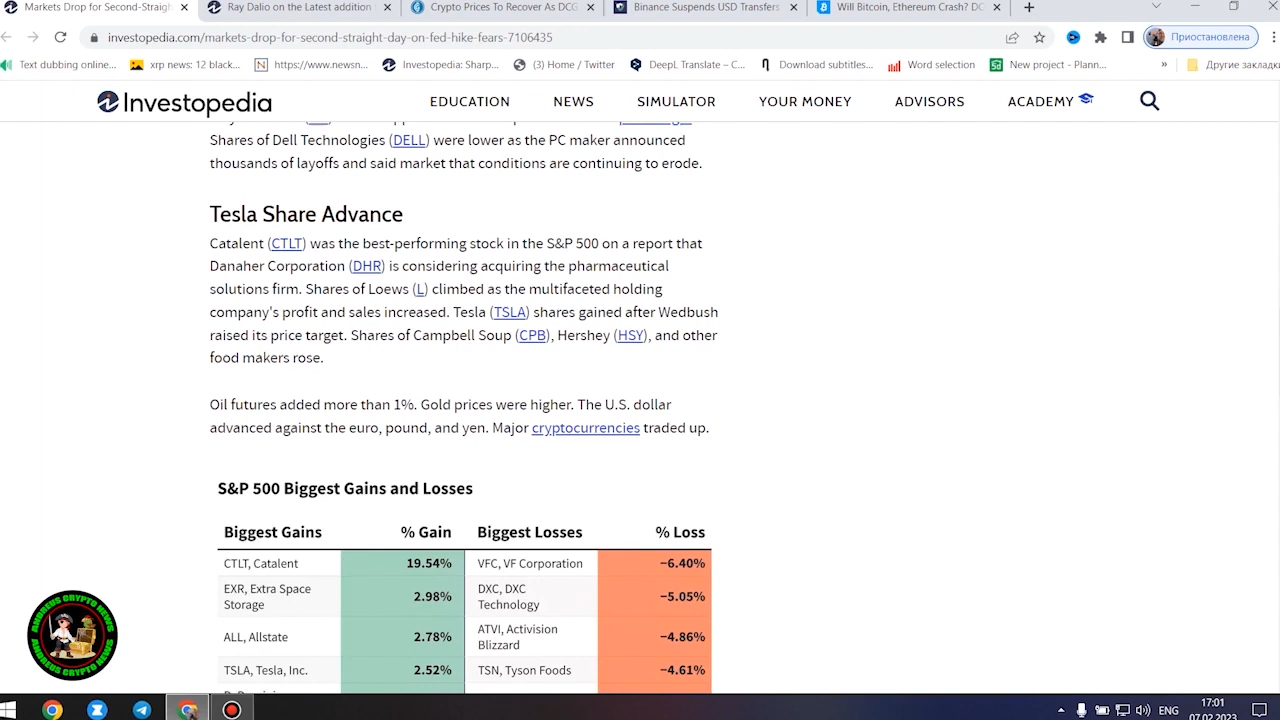 Markets Drop for Second-Straigh
Ray Dalio on the Latest addition
Crypto Prices To Recover As DCG
Binance Suspends USD Transfers
Will Bitcoin, Ethereum Crash? DC
investopedia.com/markets-drop-for-second-straight-day-on-fed-hike-fears-7106435
Приостановлена
Text dubbing online...
xrp news: 12 black...
https://www.newsn...
Investopedia: Sharp...
(3) Home / Twitter
DeepL Translate – C...
Download subtitles...
Word selection
New project - Plann...
»
Другие закладки
Investopedia
EDUCATION
NEWS
SIMULATOR
YOUR MONEY
ADVISORS
ACADEMY
Shares of Dell Technologies (DELL) were lower as the PC maker announced
thousands of layoffs and said market that conditions are continuing to erode.
Tesla Share Advance
Catalent (CTLT) was the best-performing stock in the S&P 500 on a report that
Danaher Corporation (DHR) is considering acquiring the pharmaceutical
solutions firm. Shares of Loews (L) climbed as the multifaceted holding
company's profit and sales increased. Tesla (TSLA) shares gained after Wedbush
raised its price target. Shares of Campbell Soup (CPB), Hershey (HSY), and other
food makers rose.
Oil futures added more than 1%. Gold prices were higher. The U.S. dollar
advanced against the euro, pound, and yen. Major cryptocurrencies traded up.
S&P 500 Biggest Gains and Losses
Biggest Gains % Gain Biggest Losses % Loss
CTLT, Catalent 19.54% VFC, VF Corporation −6.40%
EXR, Extra Space
Storage
2.98%
DXC, DXC
Technology
−5.05%
ALL, Allstate 2.78%
ATVI, Activision
Blizzard
−4.86%
TSLA, Tesla, Inc. 2.52% TSN, Tyson Foods −4.61%
ANDREUS CRYPTO NEWS
ANDREUS CRYPTO NEWS
ENG
17:01
07.02.2023